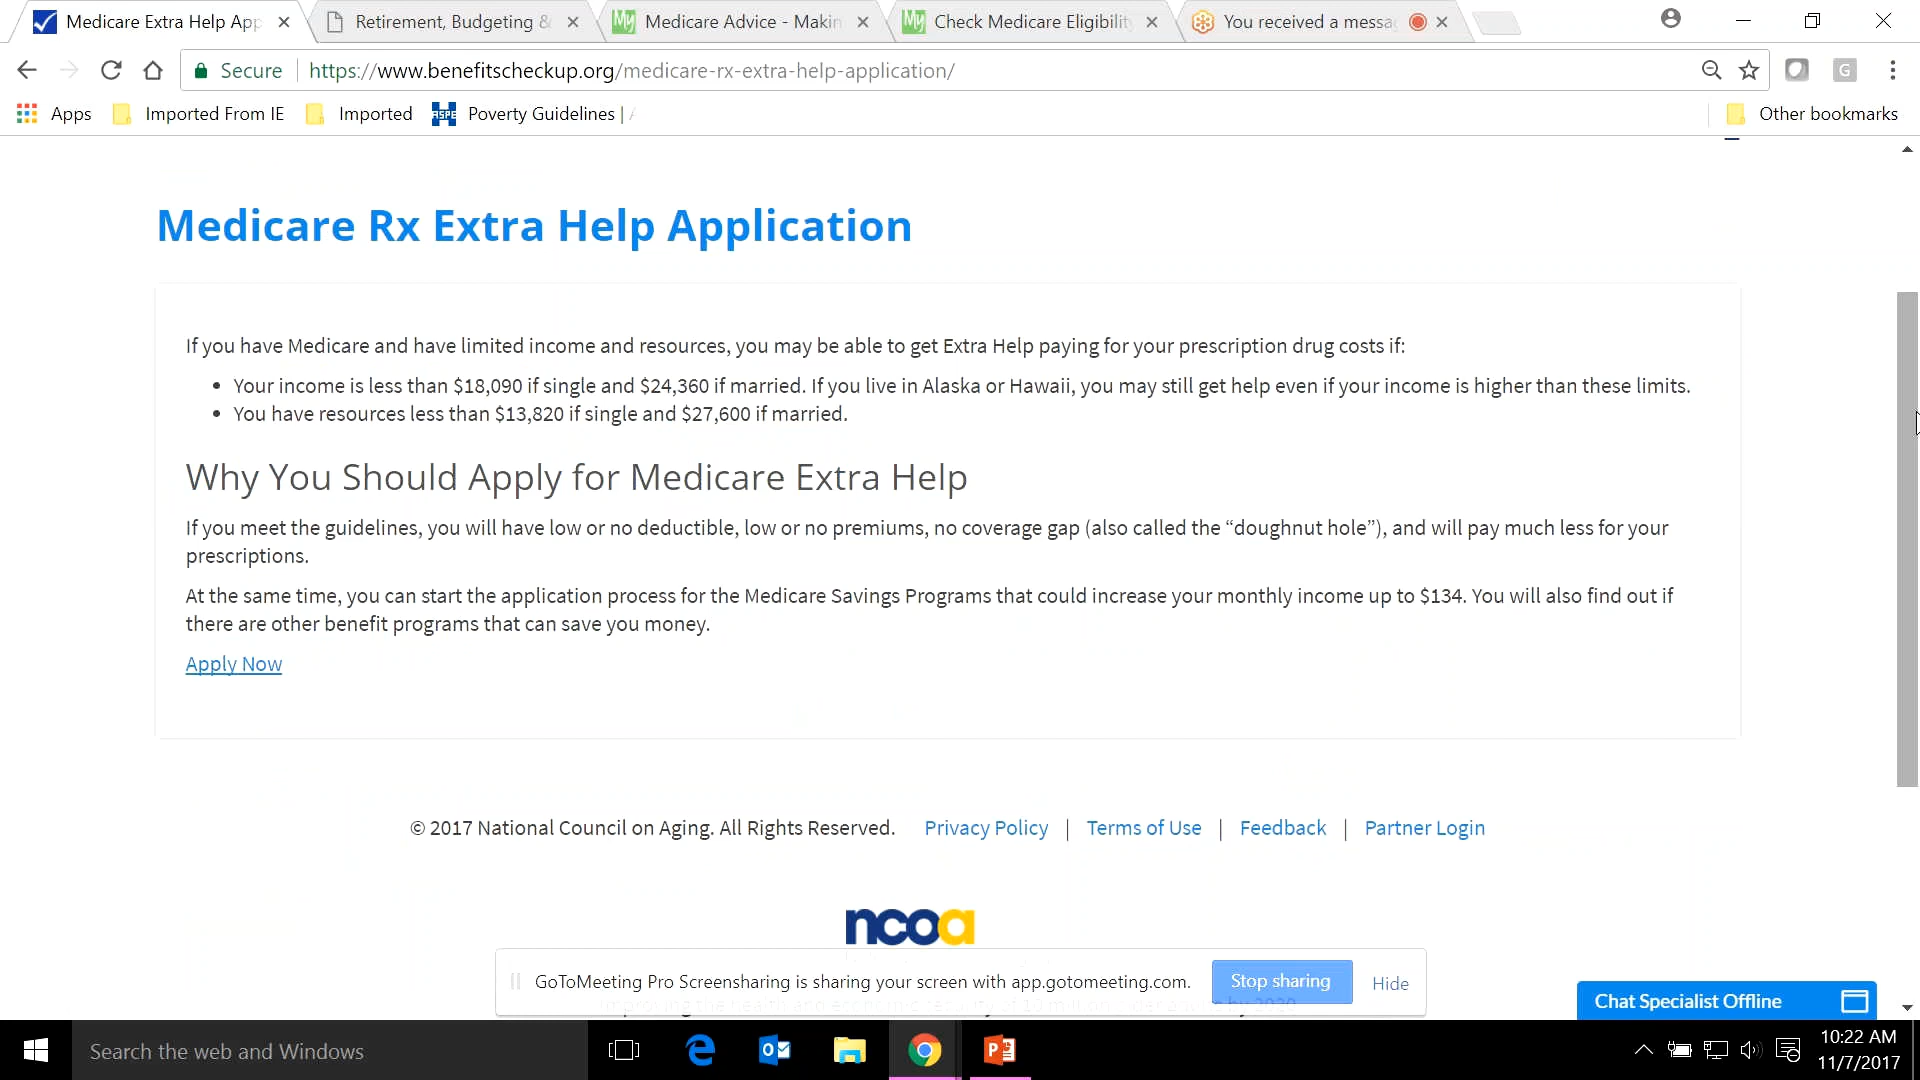 Medicare Extra Help App
Retirement, Budgeting &
Medicare Advice - Makin
Check Medicare Eligibility
You received a messa
Secure
https://www.benefitscheckup.org/medicare-rx-extra-help-application/
G
Apps
Imported From IE
Imported
ASPE
Poverty Guidelines |
Other bookmarks
Medicare Rx Extra Help Application
If you have Medicare and have limited income and resources, you may be able to get Extra Help paying for your prescription drug costs if:
• Your income is less than $18,090 if single and $24,360 if married. If you live in Alaska or Hawaii, you may still get help even if your income is higher than these limits.
• You have resources less than $13,820 if single and $27,600 if married.
Why You Should Apply for Medicare Extra Help
If you meet the guidelines, you will have low or no deductible, low or no premiums, no coverage gap (also called the “doughnut hole”), and will pay much less for your
prescriptions.
At the same time, you can start the application process for the Medicare Savings Programs that could increase your monthly income up to $134. You will also find out if
there are other benefit programs that can save you money.
Apply Now
© 2017 National Council on Aging. All Rights Reserved. Privacy Policy | Terms of Use | Feedback | Partner Login
ncoa
GoToMeeting Pro Screensharing is sharing your screen with app.gotomeeting.com.
Stop sharing
Hide
Chat Specialist Offline
Search the web and Windows
10:22 AM
11/7/2017